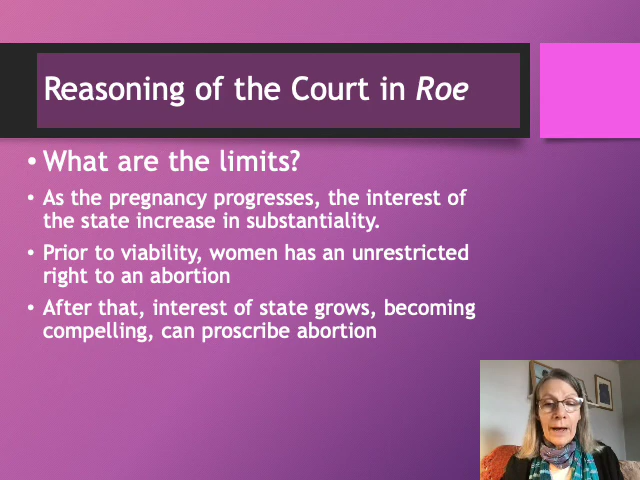 Reasoning of the Court in Roe
• What are the limits?
• As the pregnancy progresses, the interest of
the state increase in substantiality.
• Prior to viability, women has an unrestricted
right to an abortion
• After that, interest of state grows, becoming
compelling, can proscribe abortion